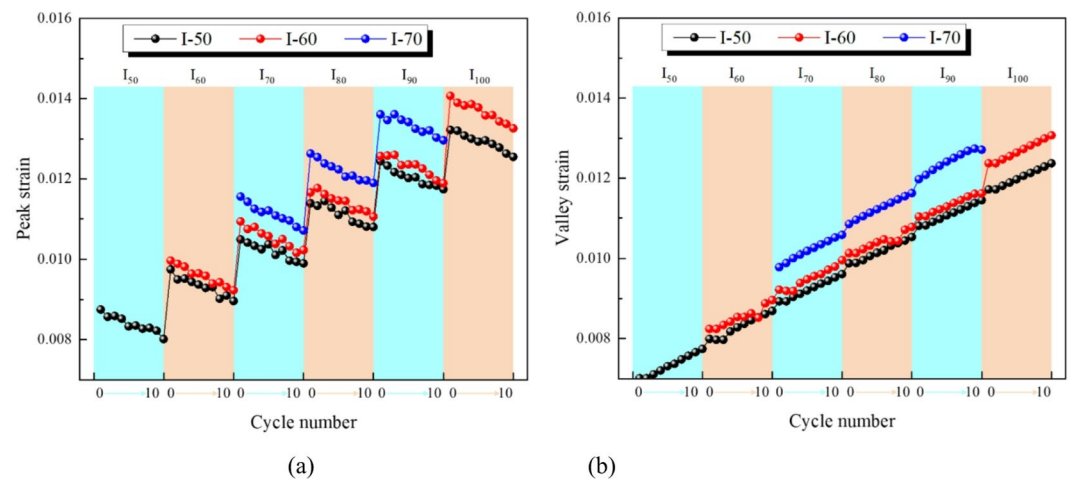 0.016
0.014
0.012
0.010
0.008
Peak strain
I-50 I-60 I-70
I₅₀ I₆₀ I₇₀ I₈₀ I₉₀ I₁₀₀
0 10 0 10 0 10 0 10 0 10 0 10
Cycle number
(a)
0.016
0.014
0.012
0.010
0.008
Valley strain
I-50 I-60 I-70
I₅₀ I₆₀ I₇₀ I₈₀ I₉₀ I₁₀₀
0 10 0 10 0 10 0 10 0 10 0 10
Cycle number
(b)